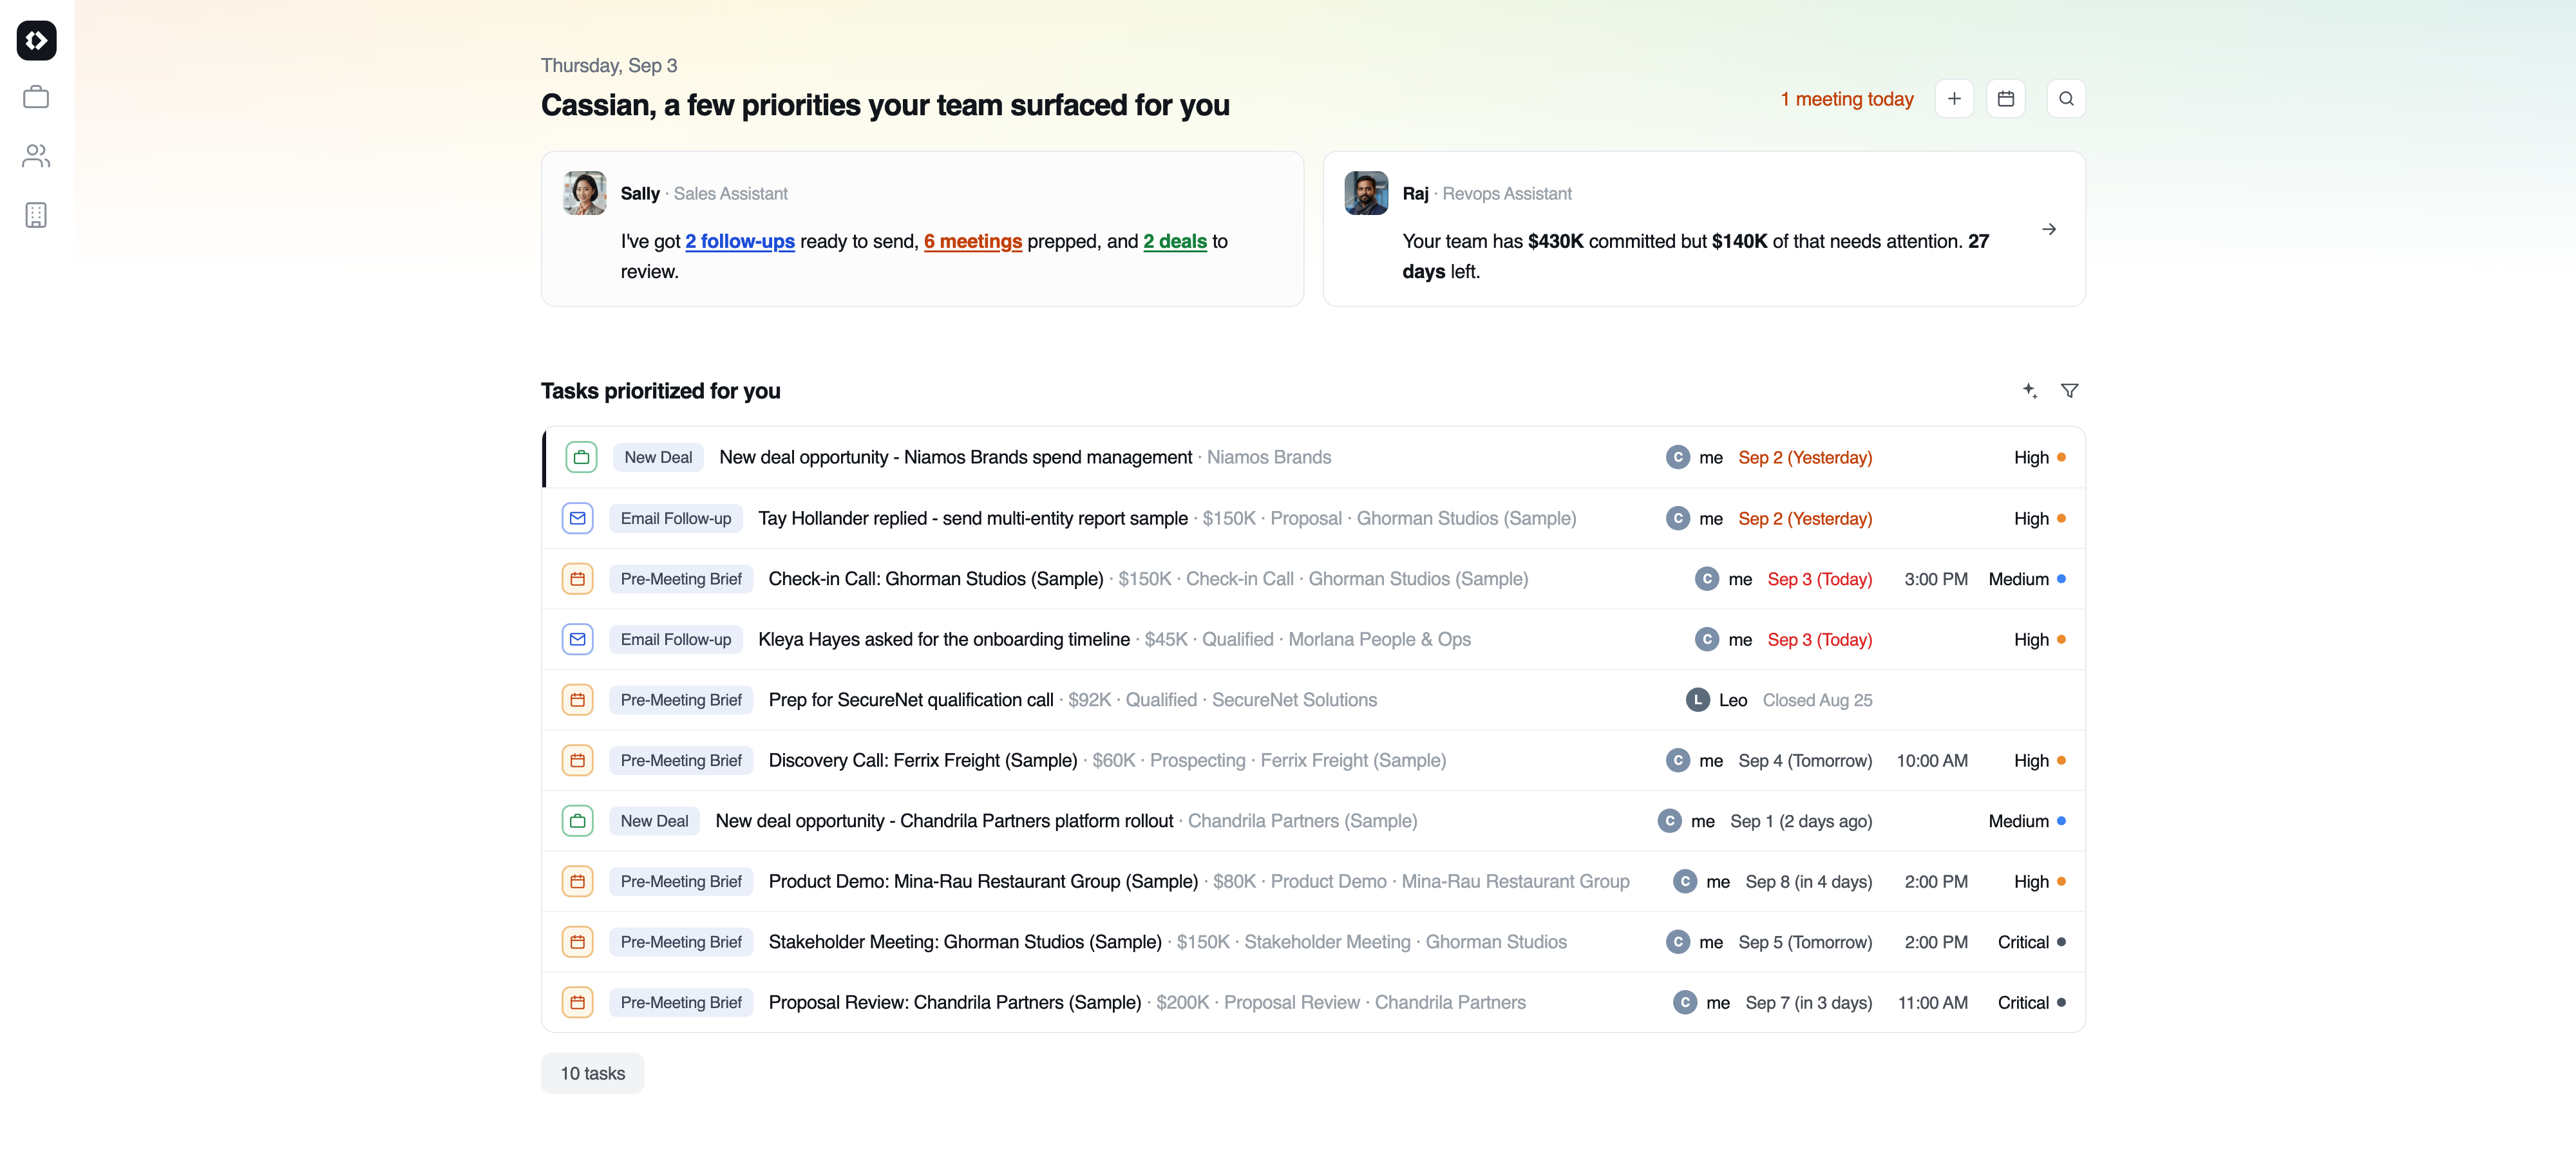 Thursday, Sep 3
Cassian, a few priorities your team surfaced for you
1 meeting today
Sally · Sales Assistant
I've got 2 follow-ups ready to send, 6 meetings prepped, and 2 deals to
review.
Raj · Revops Assistant
Your team has $430K committed but $140K of that needs attention. 27
days left.
Tasks prioritized for you
New Deal New deal opportunity - Niamos Brands spend management · Niamos Brands C me Sep 2 (Yesterday) High
Email Follow-up Tay Hollander replied - send multi-entity report sample · $150K · Proposal · Ghorman Studios (Sample) C me Sep 2 (Yesterday) High
Pre-Meeting Brief Check-in Call: Ghorman Studios (Sample) · $150K · Check-in Call · Ghorman Studios (Sample) C me Sep 3 (Today) 3:00 PM Medium
Email Follow-up Kleya Hayes asked for the onboarding timeline · $45K · Qualified · Morlana People & Ops C me Sep 3 (Today) High
Pre-Meeting Brief Prep for SecureNet qualification call · $92K · Qualified · SecureNet Solutions L Leo Closed Aug 25
Pre-Meeting Brief Discovery Call: Ferrix Freight (Sample) · $60K · Prospecting · Ferrix Freight (Sample) C me Sep 4 (Tomorrow) 10:00 AM High
New Deal New deal opportunity - Chandrila Partners platform rollout · Chandrila Partners (Sample) C me Sep 1 (2 days ago) Medium
Pre-Meeting Brief Product Demo: Mina-Rau Restaurant Group (Sample) · $80K · Product Demo · Mina-Rau Restaurant Group C me Sep 8 (in 4 days) 2:00 PM High
Pre-Meeting Brief Stakeholder Meeting: Ghorman Studios (Sample) · $150K · Stakeholder Meeting · Ghorman Studios C me Sep 5 (Tomorrow) 2:00 PM Critical
Pre-Meeting Brief Proposal Review: Chandrila Partners (Sample) · $200K · Proposal Review · Chandrila Partners C me Sep 7 (in 3 days) 11:00 AM Critical
10 tasks